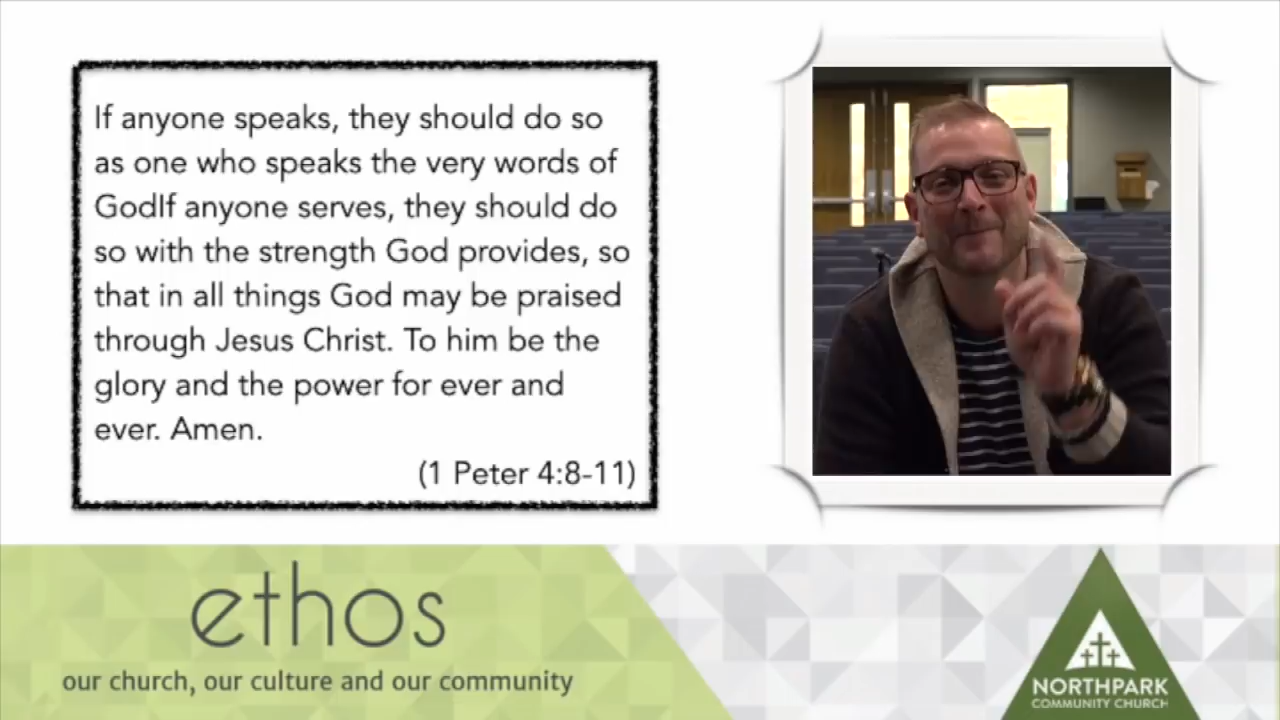 If anyone speaks, they should do so
as one who speaks the very words of
GodIf anyone serves, they should do
so with the strength God provides, so
that in all things God may be praised
through Jesus Christ. To him be the
glory and the power for ever and
ever. Amen.
(1 Peter 4:8-11)
ethos
our church, our culture and our community
NORTHPARK
COMMUNITY CHURCH